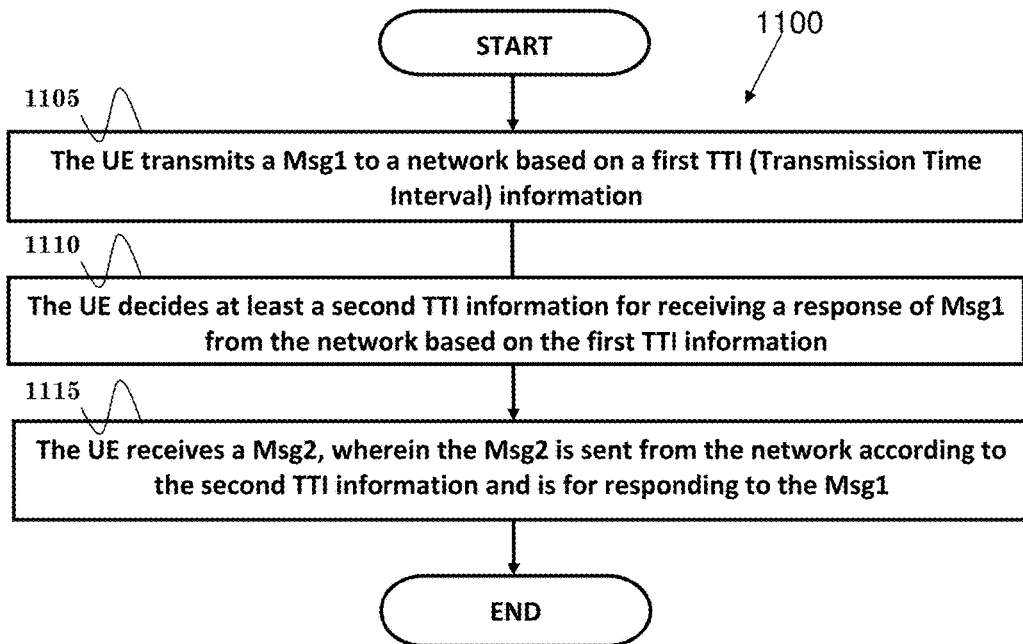 START
1100
1105
The UE transmits a Msg1 to a network based on a first TTI (Transmission Time
Interval) information
1110
The UE decides at least a second TTI information for receiving a response of Msg1
from the network based on the first TTI information
1115
The UE receives a Msg2, wherein the Msg2 is sent from the network according to
the second TTI information and is for responding to the Msg1
END